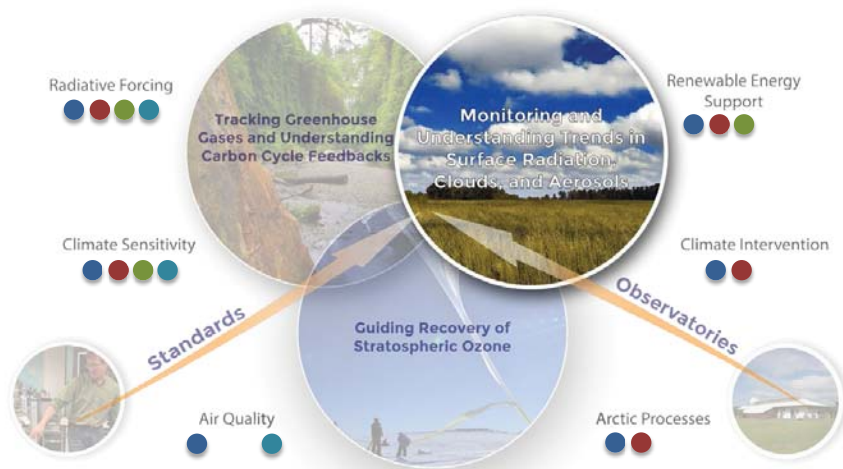 Radiative Forcing
Tracking Greenhouse
Gases and Understanding
Carbon Cycle Feedbacks
Monitoring and
Understanding Trends in
Surface Radiation,
Clouds, and Aerosols
Renewable Energy
Support
Climate Sensitivity
Climate Intervention
Standards
Observatories
Guiding Recovery of
Stratospheric Ozone
Air Quality
Arctic Processes